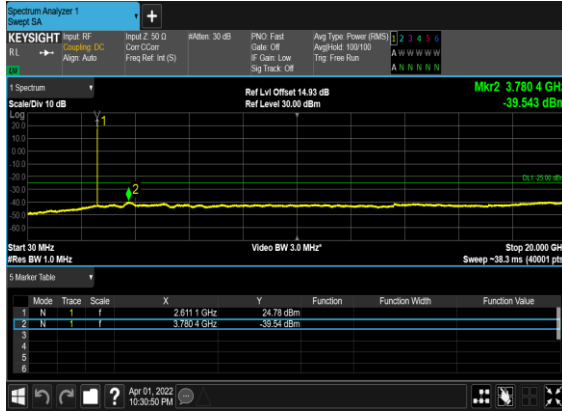 Spectrum Analyzer 1
Swept SA
+
KEYSIGHT Input: RF Input Z: 50 Ω #Atten: 30 dB PNO: Fast Avg Type: Power (RMS) 1 2 3 4 5 6
RL Coupling: DC Corr CCorr Gate: Off Avg|Hold: 100/100 A W W W W W
Align: Auto Freq Ref: Int (S) IF Gain: Low Trig: Free Run
LXI Sig Track: Off A N N N N N
1 Spectrum Ref Lvl Offset 14.93 dB Mkr2 3.780 4 GHz
Scale/Div 10 dB Ref Level 30.00 dBm -39.543 dBm
Log
20.0
10.0
0.00
-10.0
-20.0
-30.0
-40.0
-50.0
-60.0
1
2
DL1 -25.00 dBm
Start 30 MHz Video BW 3.0 MHz* Stop 20.000 GH
#Res BW 1.0 MHz Sweep ~38.3 ms (40001 pts
5 Marker Table
Mode Trace Scale X Y Function Function Width Function Value
1 N 1 f 2.611 1 GHz 24.78 dBm
2 N 1 f 3.780 4 GHz -39.54 dBm
3
4
5
6
? Apr 01, 2022
10:30:50 PM